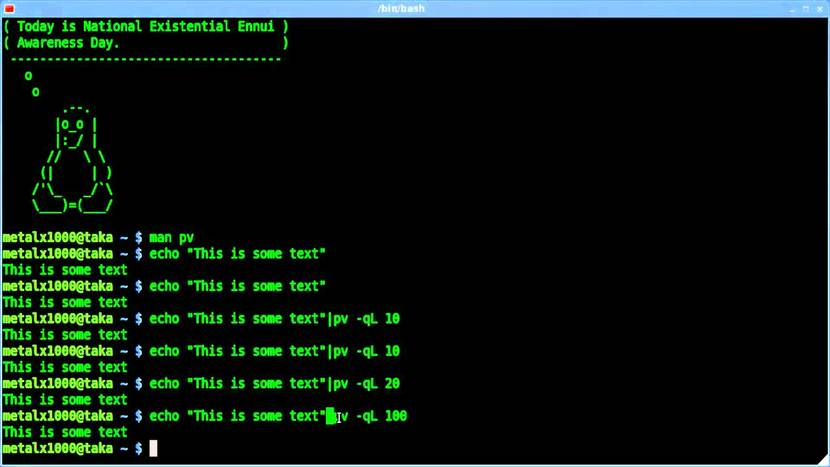 /bin/bash
( Today is National Existential Ennui )
( Awareness Day.                      )
 -------------------------------------
   o
    o
        .--.
       |o_o |
       |:_/ |
      //   \ \
     (|     | )
    /'\_   _/`\
    \___)=(___/
metalx1000@taka ~ $ man pv
metalx1000@taka ~ $ echo "This is some text"
This is some text
metalx1000@taka ~ $ echo "This is some text"
This is some text
metalx1000@taka ~ $ echo "This is some text"|pv -qL 10
This is some text
metalx1000@taka ~ $ echo "This is some text"|pv -qL 10
This is some text
metalx1000@taka ~ $ echo "This is some text"|pv -qL 20
This is some text
metalx1000@taka ~ $ echo "This is some text"|pv -qL 100
This is some text
metalx1000@taka ~ $